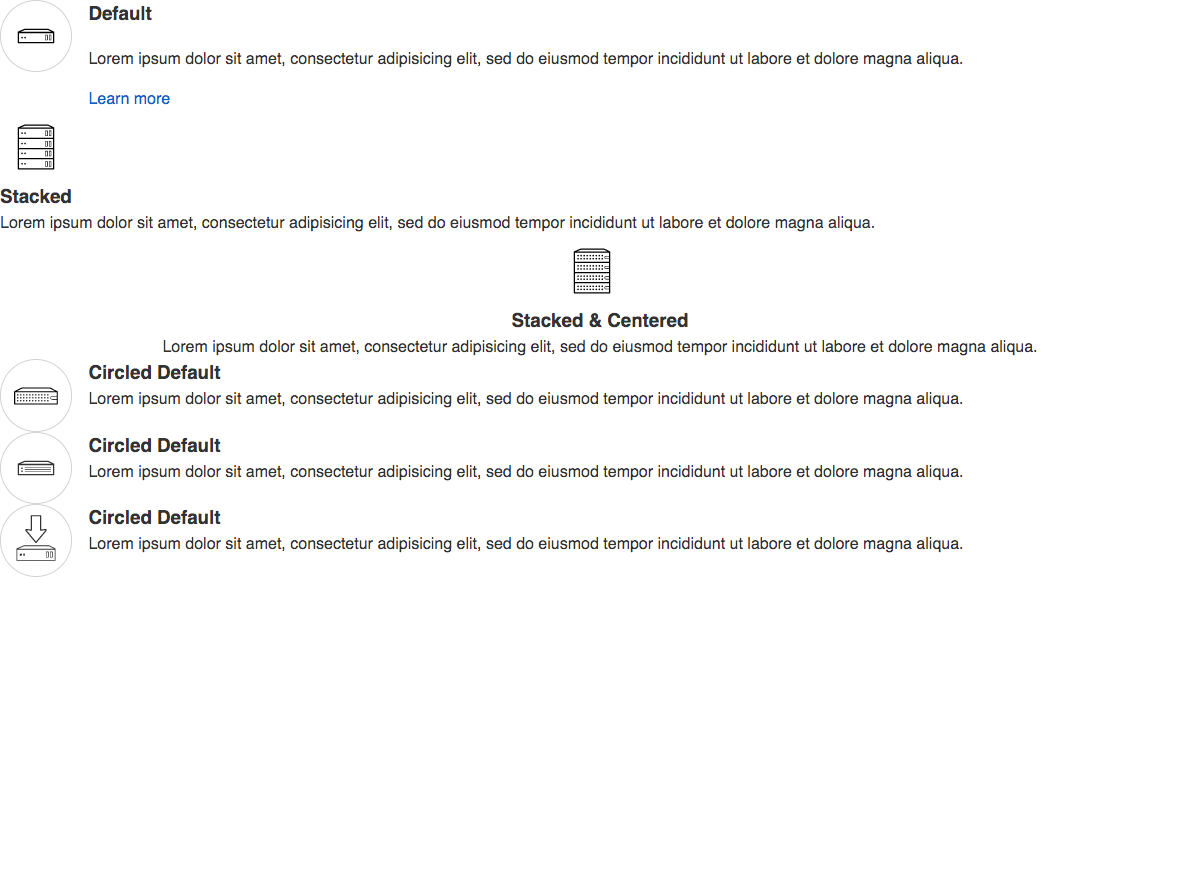 Default
Lorem ipsum dolor sit amet, consectetur adipisicing elit, sed do eiusmod tempor incididunt ut labore et dolore magna aliqua.
Learn more
Stacked
Lorem ipsum dolor sit amet, consectetur adipisicing elit, sed do eiusmod tempor incididunt ut labore et dolore magna aliqua.
Stacked & Centered
Lorem ipsum dolor sit amet, consectetur adipisicing elit, sed do eiusmod tempor incididunt ut labore et dolore magna aliqua.
Circled Default
Lorem ipsum dolor sit amet, consectetur adipisicing elit, sed do eiusmod tempor incididunt ut labore et dolore magna aliqua.
Circled Default
Lorem ipsum dolor sit amet, consectetur adipisicing elit, sed do eiusmod tempor incididunt ut labore et dolore magna aliqua.
Circled Default
Lorem ipsum dolor sit amet, consectetur adipisicing elit, sed do eiusmod tempor incididunt ut labore et dolore magna aliqua.